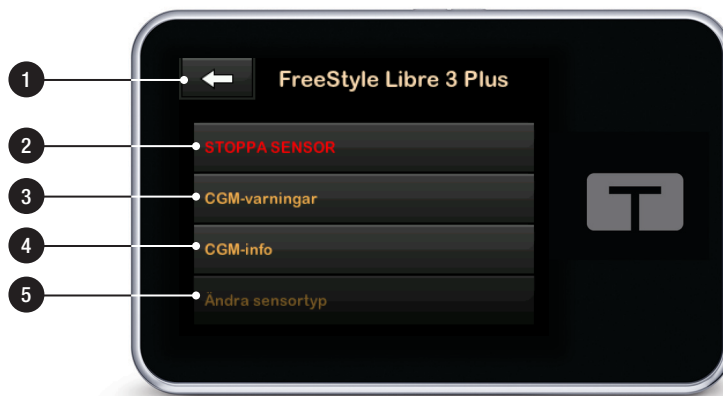 1
FreeStyle Libre 3 Plus
2
STOPPA SENSOR
3
CGM-varningar
4
CGM-info
5
Ändra sensortyp